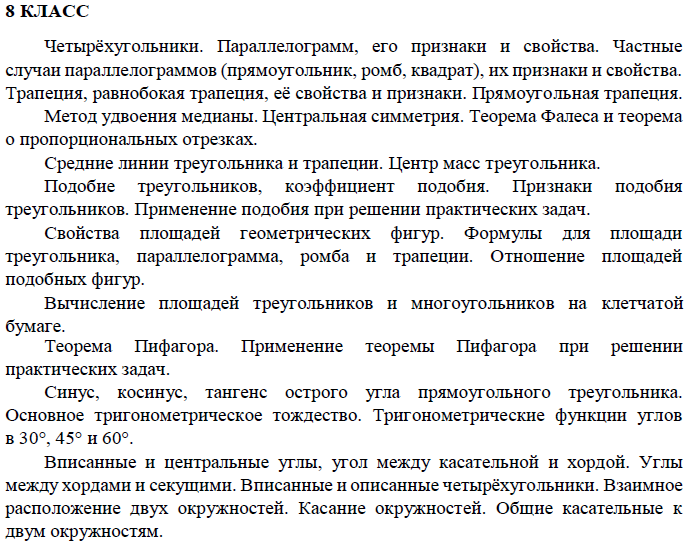 8 КЛАСС
Четырёхугольники. Параллелограмм, его признаки и свойства. Частные
случаи параллелограммов (прямоугольник, ромб, квадрат), их признаки и свойства.
Трапеция, равнобокая трапеция, её свойства и признаки. Прямоугольная трапеция.
Метод удвоения медианы. Центральная симметрия. Теорема Фалеса и теорема
о пропорциональных отрезках.
Средние линии треугольника и трапеции. Центр масс треугольника.
Подобие треугольников, коэффициент подобия. Признаки подобия
треугольников. Применение подобия при решении практических задач.
Свойства площадей геометрических фигур. Формулы для площади
треугольника, параллелограмма, ромба и трапеции. Отношение площадей
подобных фигур.
Вычисление площадей треугольников и многоугольников на клетчатой
бумаге.
Теорема Пифагора. Применение теоремы Пифагора при решении
практических задач.
Синус, косинус, тангенс острого угла прямоугольного треугольника.
Основное тригонометрическое тождество. Тригонометрические функции углов
в 30°, 45° и 60°.
Вписанные и центральные углы, угол между касательной и хордой. Углы
между хордами и секущими. Вписанные и описанные четырёхугольники. Взаимное
расположение двух окружностей. Касание окружностей. Общие касательные к
двум окружностям.